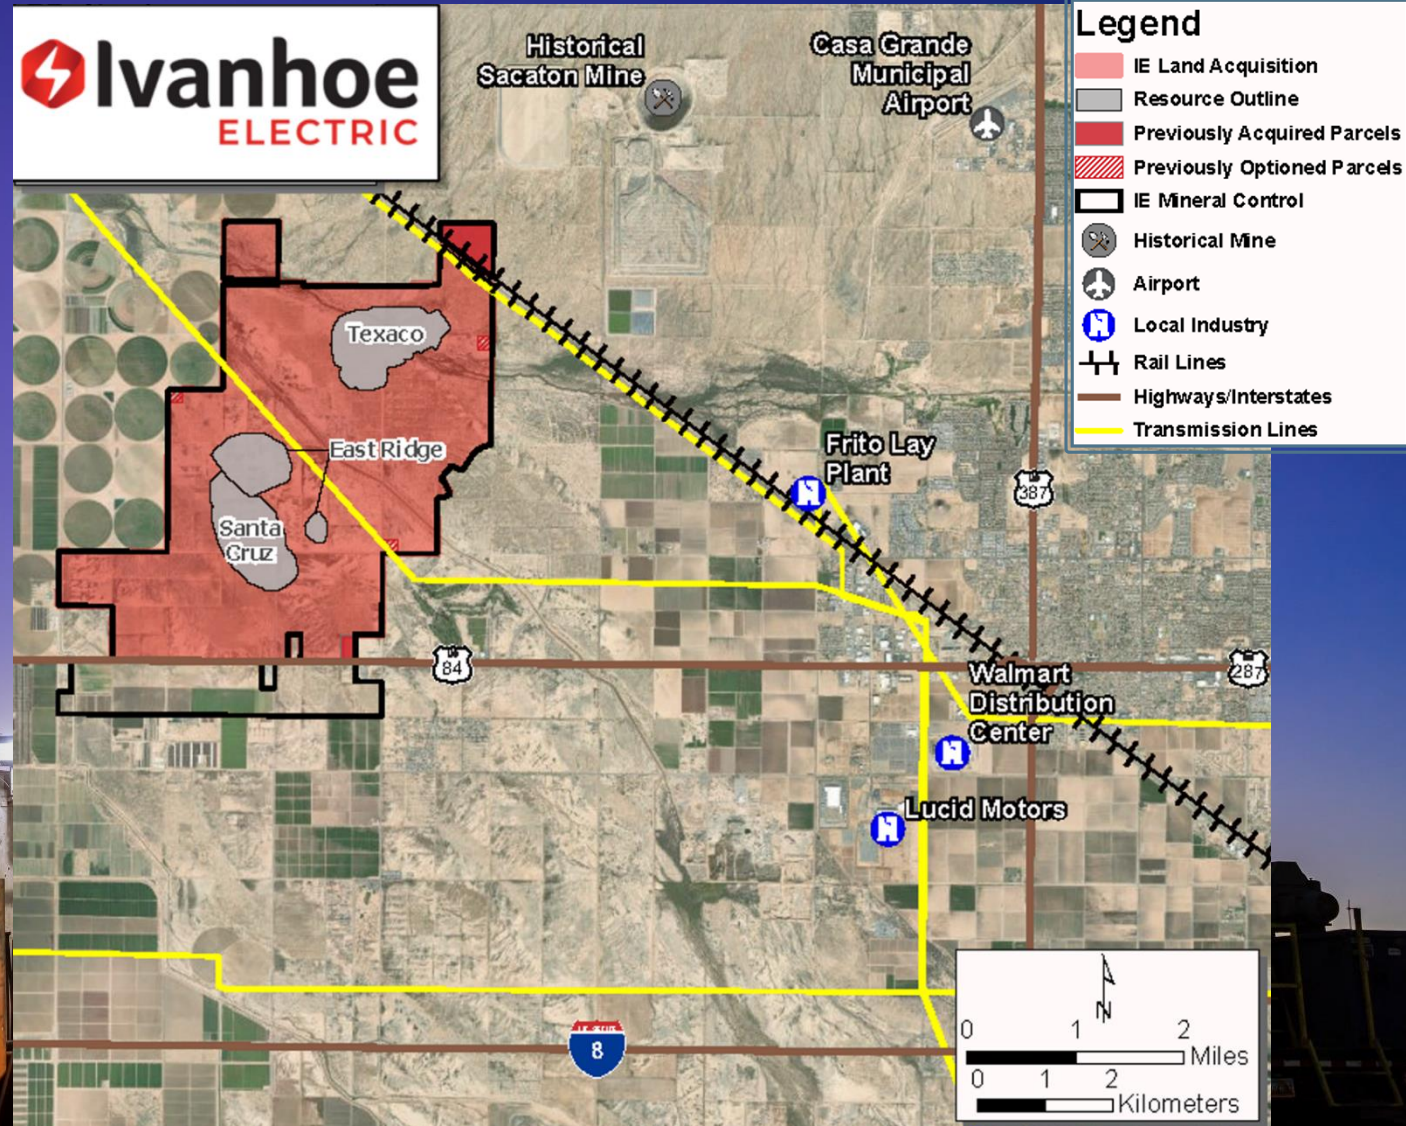 Ivanhoe
ELECTRIC
Historical
Sacaton Mine
Casa Grande
Municipal
Airport
Legend
IE Land Acquisition
Resource Outline
Previously Acquired Parcels
Previously Optioned Parcels
IE Mineral Control
Historical Mine
Airport
Local Industry
Rail Lines
Highways/Interstates
Transmission Lines
Texaco
East Ridge
Santa
Cruz
Frito Lay
Plant
387
84
287
Walmart
Distribution
Center
Lucid Motors
8
N
0 1 2
Miles
0 1 2
Kilometers